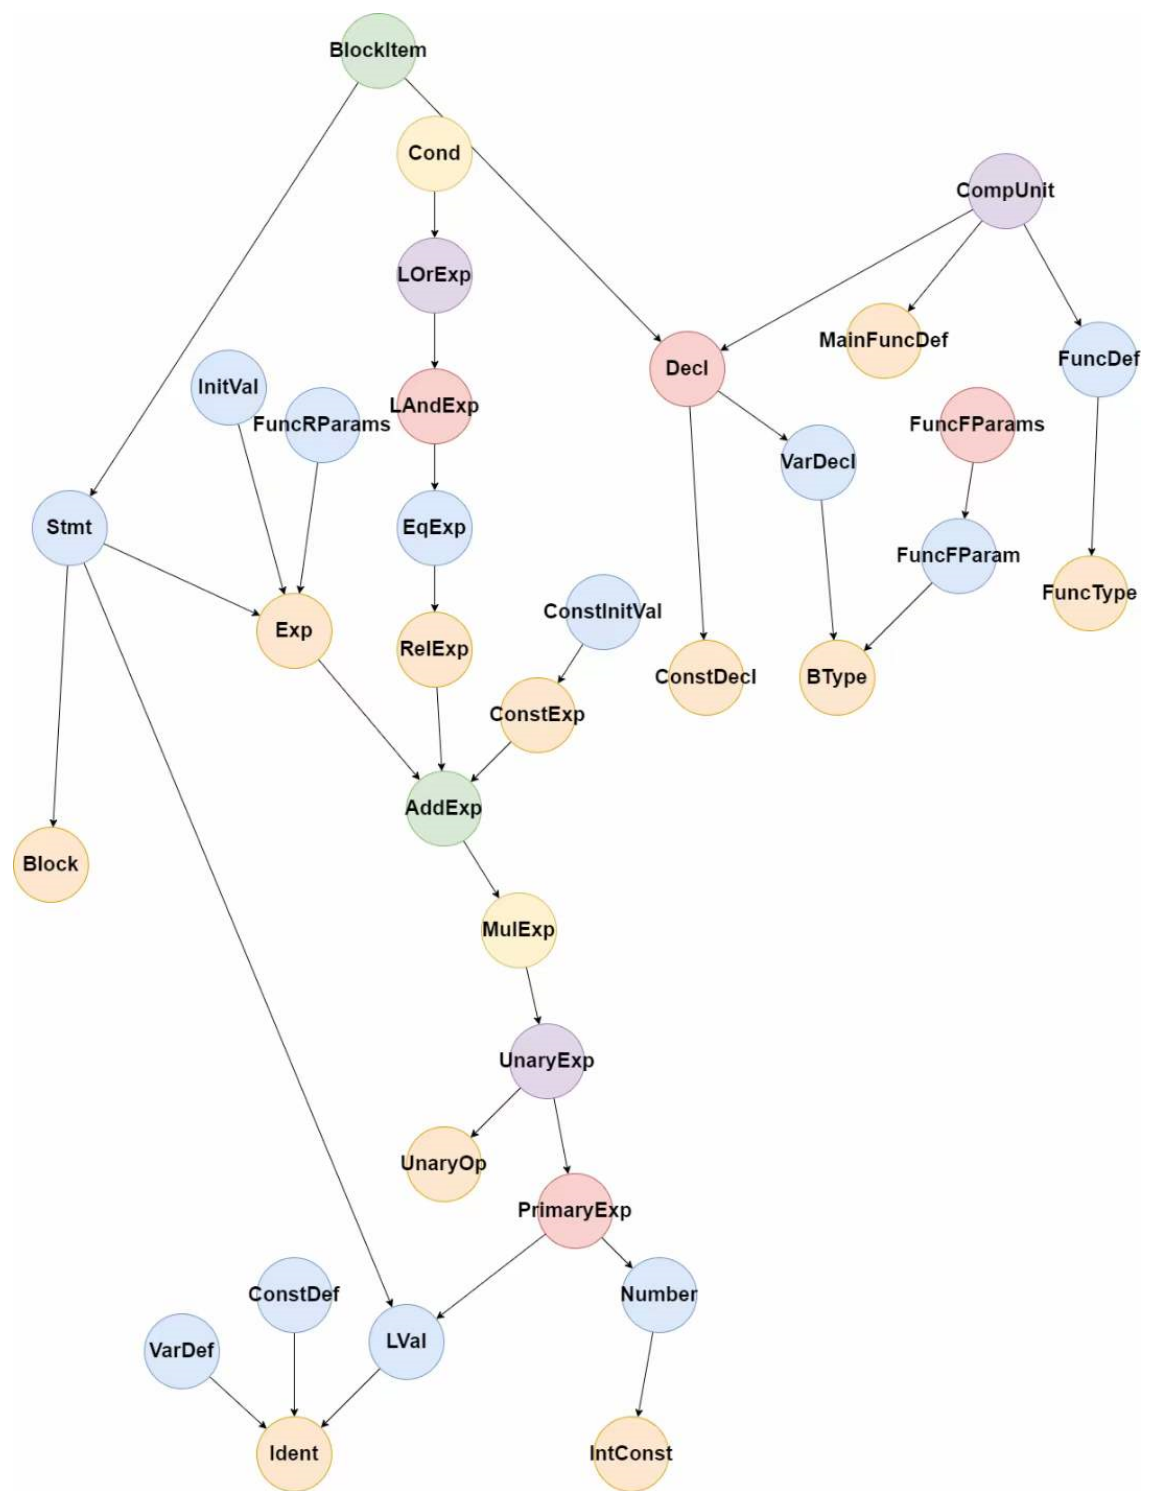 BlockItem
Cond
CompUnit
LOrExp
MainFuncDef
FuncDef
Decl
InitVal
LAndExp
FuncRParams
FuncFParams
VarDecl
Stmt
EqExp
FuncFParam
FuncType
ConstInitVal
Exp
RelExp
ConstDecl
BType
ConstExp
AddExp
Block
MulExp
UnaryExp
UnaryOp
PrimaryExp
ConstDef
Number
VarDef
LVal
Ident
IntConst